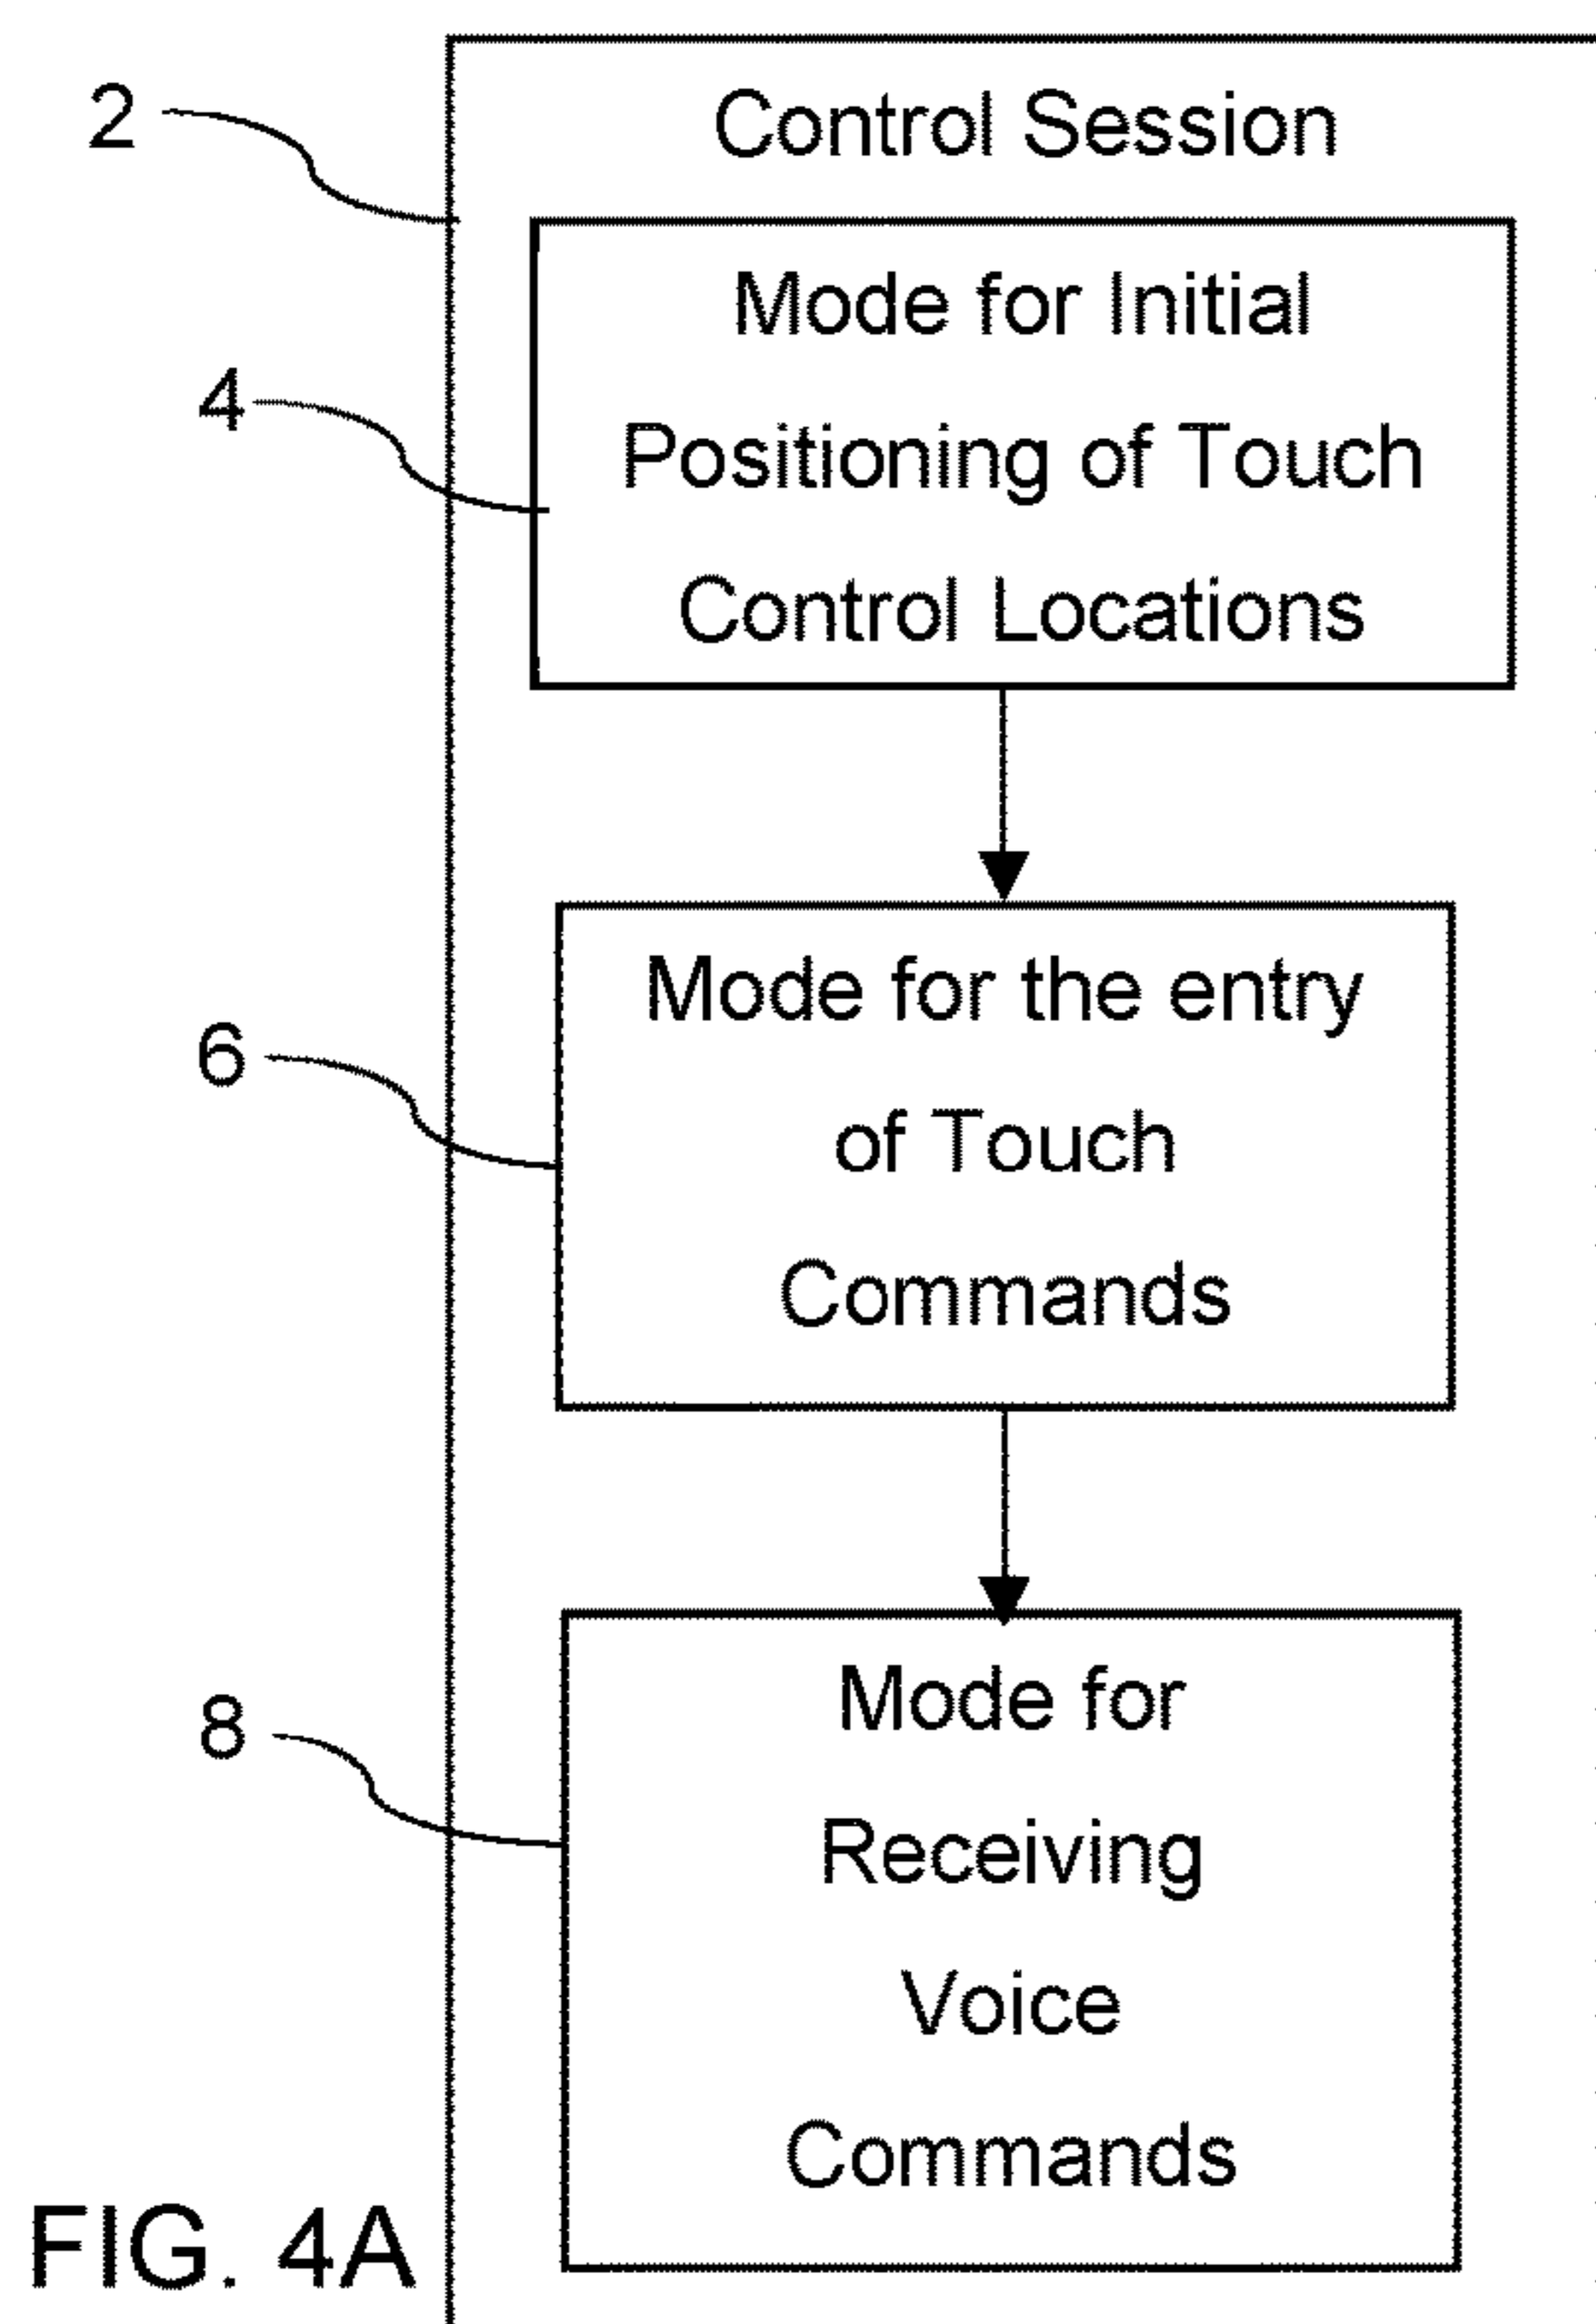 2
Control Session
Mode for Initial
4
Positioning of Touch
Control Locations
Mode for the entry
6
of Touch
Commands
Mode for
8
Receiving
Voice
Commands
FIG. 4A